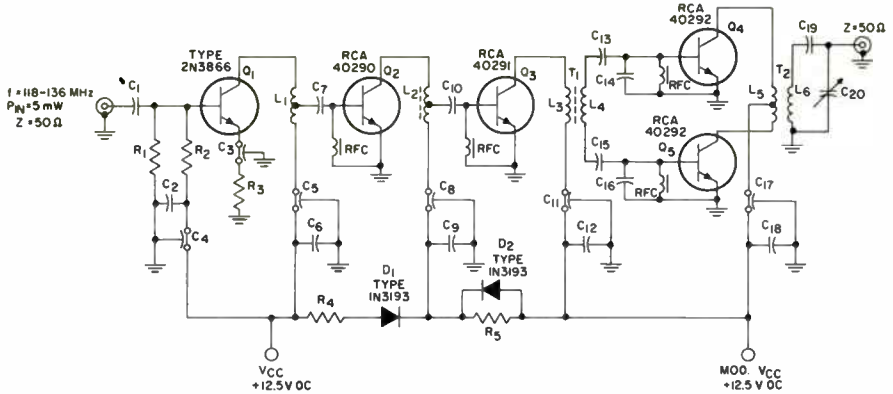 f = 118-136 MHz
PIN = 5 mW
Z = 50 Ω
C1
R1
R2
C2
C4
TYPE
2N3866
Q1
C3
R3
L1
C5
C6
C7
RFC
RCA
40290
Q2
L2
C8
C9
C10
RFC
RCA
40291
Q3
L3
T1
L4
C11
C12
C13
C14
RFC
RCA
40292
Q4
C15
C16
RFC
RCA
40292
Q5
L5
T2
L6
C17
C18
C19
C20
Z = 50 Ω
R4
D1
TYPE
1N3193
D2
TYPE
1N3193
R5
VCC
+12.5 V DC
MOD. VCC
+12.5 V DC